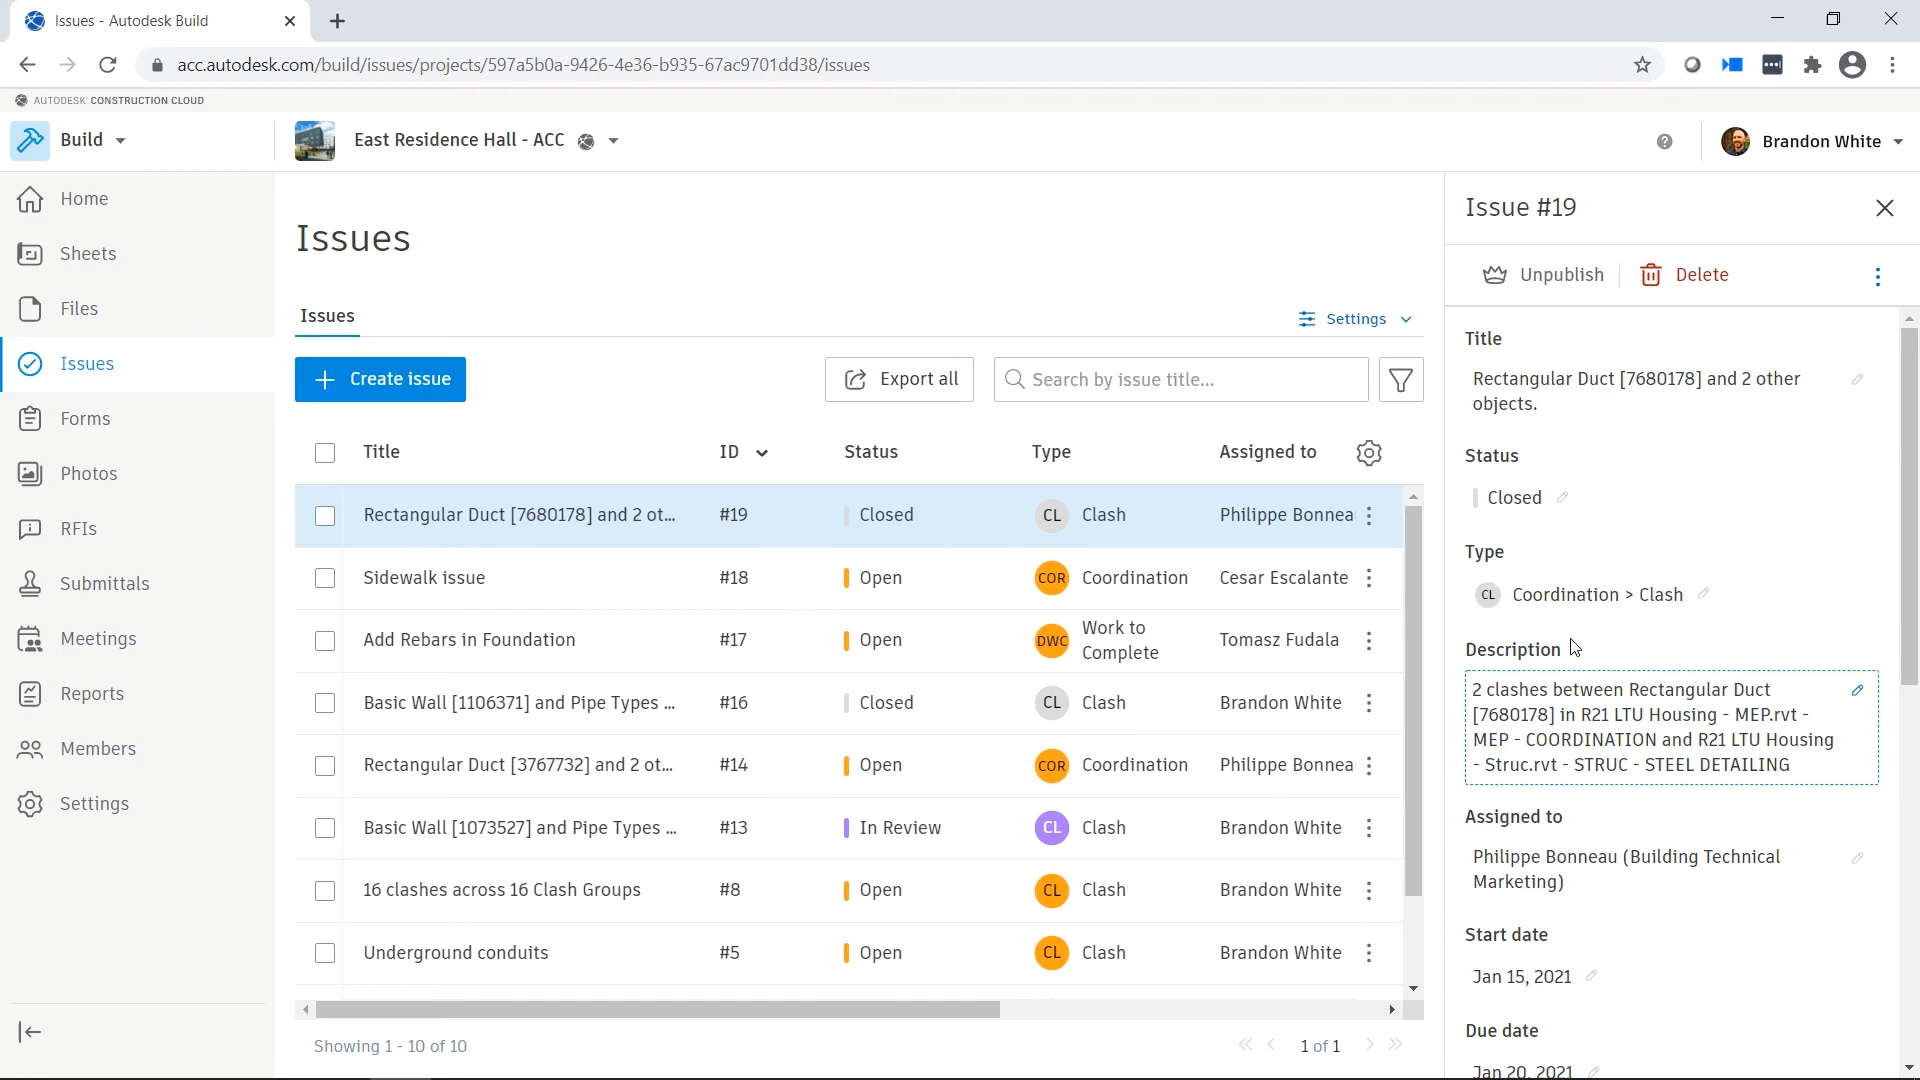 Issues - Autodesk Build
acc.autodesk.com/build/issues/projects/597a5b0a-9426-4e36-b935-67ac9701dd38/issues
AUTODESK CONSTRUCTION CLOUD
Build
East Residence Hall - ACC
Brandon White
Home
Sheets
Files
Issues
Forms
Photos
RFIs
Submittals
Meetings
Reports
Members
Settings
Issues
Issues
Settings
Create issue
Export all
Search by issue title...
Title ID Status Type Assigned to
Rectangular Duct [7680178] and 2 ot... #19 Closed CL Clash Philippe Bonnea
Sidewalk issue #18 Open COR Coordination Cesar Escalante
Add Rebars in Foundation #17 Open DWC Work to Complete Tomasz Fudala
Basic Wall [1106371] and Pipe Types ... #16 Closed CL Clash Brandon White
Rectangular Duct [3767732] and 2 ot... #14 Open COR Coordination Philippe Bonnea
Basic Wall [1073527] and Pipe Types ... #13 In Review CL Clash Brandon White
16 clashes across 16 Clash Groups #8 Open CL Clash Brandon White
Underground conduits #5 Open CL Clash Brandon White
Showing 1 - 10 of 10
1 of 1
Issue #19
Unpublish
Delete
Title
Rectangular Duct [7680178] and 2 other
objects.
Status
Closed
Type
CL Coordination > Clash
Description
2 clashes between Rectangular Duct
[7680178] in R21 LTU Housing - MEP.rvt -
MEP - COORDINATION and R21 LTU Housing
- Struc.rvt - STRUC - STEEL DETAILING
Assigned to
Philippe Bonneau (Building Technical
Marketing)
Start date
Jan 15, 2021
Due date
Jan 20, 2021